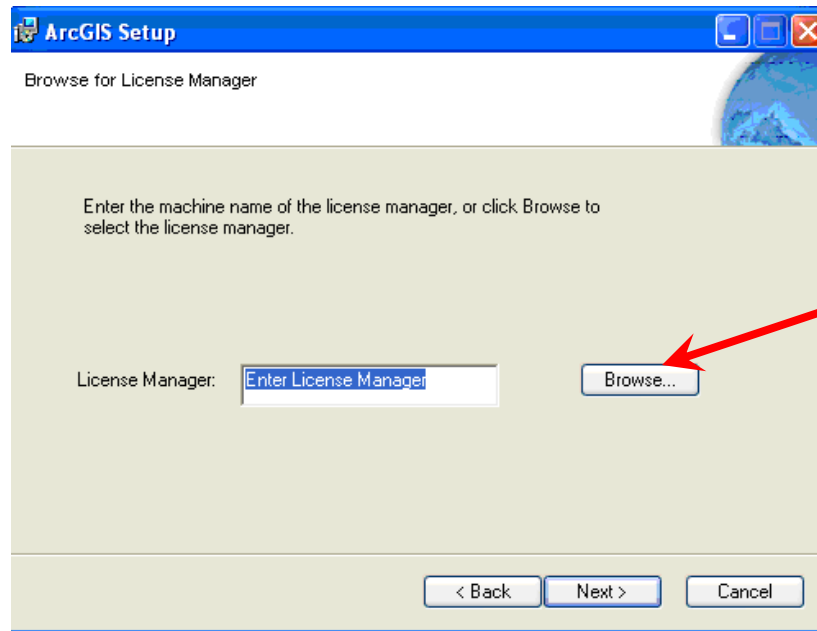 ArcGIS Setup
Browse for License Manager
Enter the machine name of the license manager, or click Browse to
select the license manager.
License Manager: Enter License Manager Browse...
< Back Next > Cancel